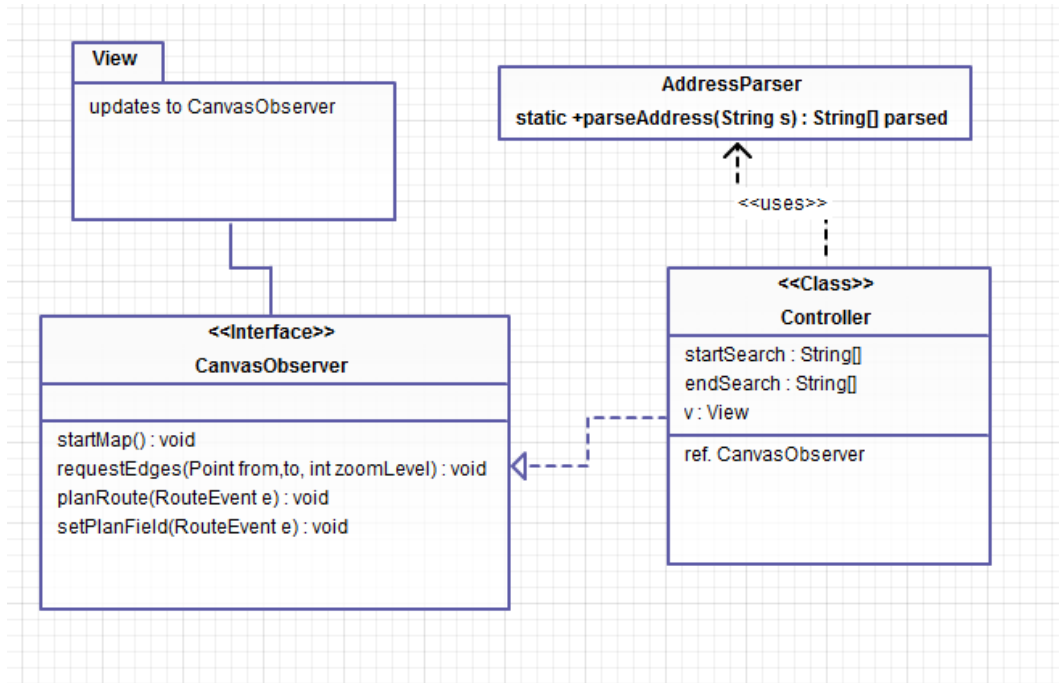 View
updates to CanvasObserver
AddressParser
static +parseAddress(String s) : String[] parsed
<<uses>>
<<Interface>>
CanvasObserver
startMap() : void
requestEdges(Point from,to, int zoomLevel) : void
planRoute(RouteEvent e) : void
setPlanField(RouteEvent e) : void
<<Class>>
Controller
startSearch : String[]
endSearch : String[]
v : View
ref. CanvasObserver